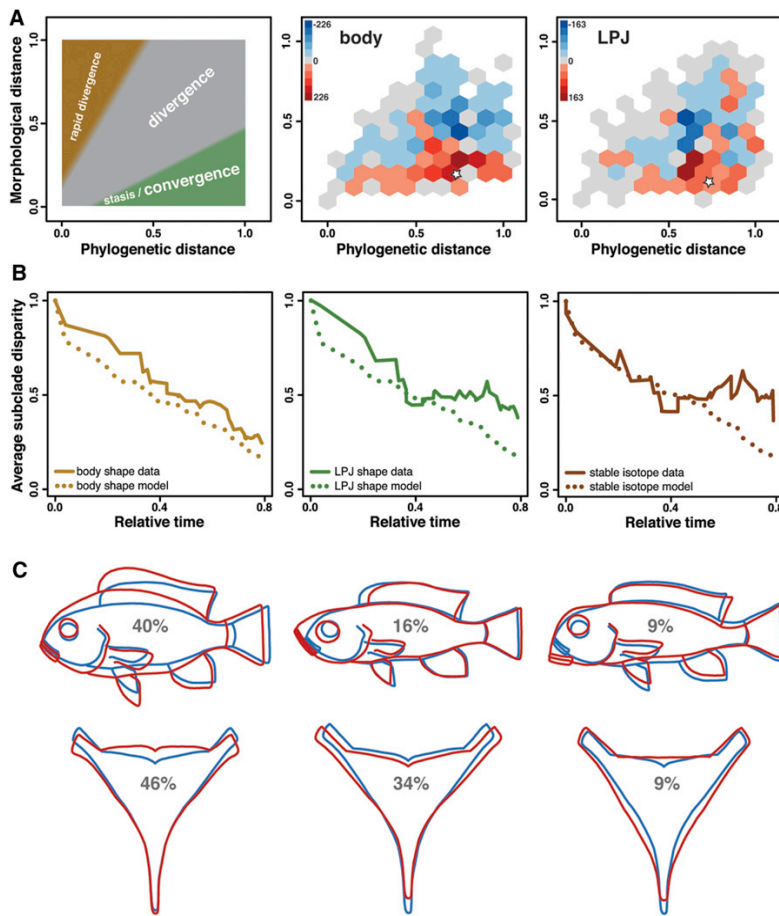 A
Morphological distance
1.0
0.5
0.0
rapid divergence
divergence
stasis / convergence
0.0 0.5 1.0
Phylogenetic distance
-226
0
226
body
1.0
0.5
0.0
0.0 0.5 1.0
Phylogenetic distance
-163
0
163
LPJ
1.0
0.5
0.0
0.0 0.5 1.0
Phylogenetic distance
B
Average subclade disparity
1.0
0.5
0.0
body shape data
body shape model
0.0 0.4 0.8
Relative time
1.0
0.5
0.0
LPJ shape data
LPJ shape model
0.0 0.4 0.8
Relative time
1.0
0.5
0.0
stable isotope data
stable isotope model
0.0 0.4 0.8
Relative time
C
40% 16% 9%
46% 34% 9%